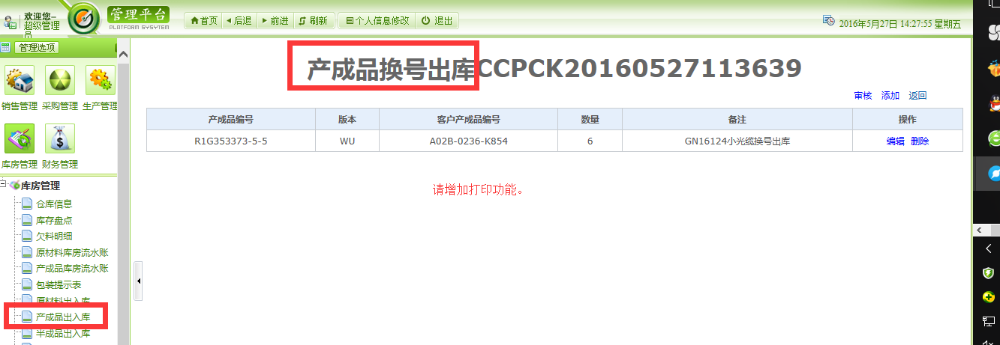 欢迎您–
超级管理
员
管理平台
PLATFORM SYSYTEM
首页 后退 前进 刷新 个人信息修改 退出
2016年5月27日 14:27:55 星期五
管理选项
销售管理 采购管理 生产管理
库房管理 财务管理
库房管理
仓库信息
库存盘点
欠料明细
原材料库房流水账
产成品库房流水账
包装提示表
原材料出入库
产成品出入库
半成品出入库
产成品换号出库CCPCK20160527113639
审核 添加 返回
产成品编号 版本 客户产成品编号 数量 备注 操作
R1G353373-5-5 WU A02B-0236-K854 6 GN16124小光缆换号出库 编辑 删除
请增加打印功能。